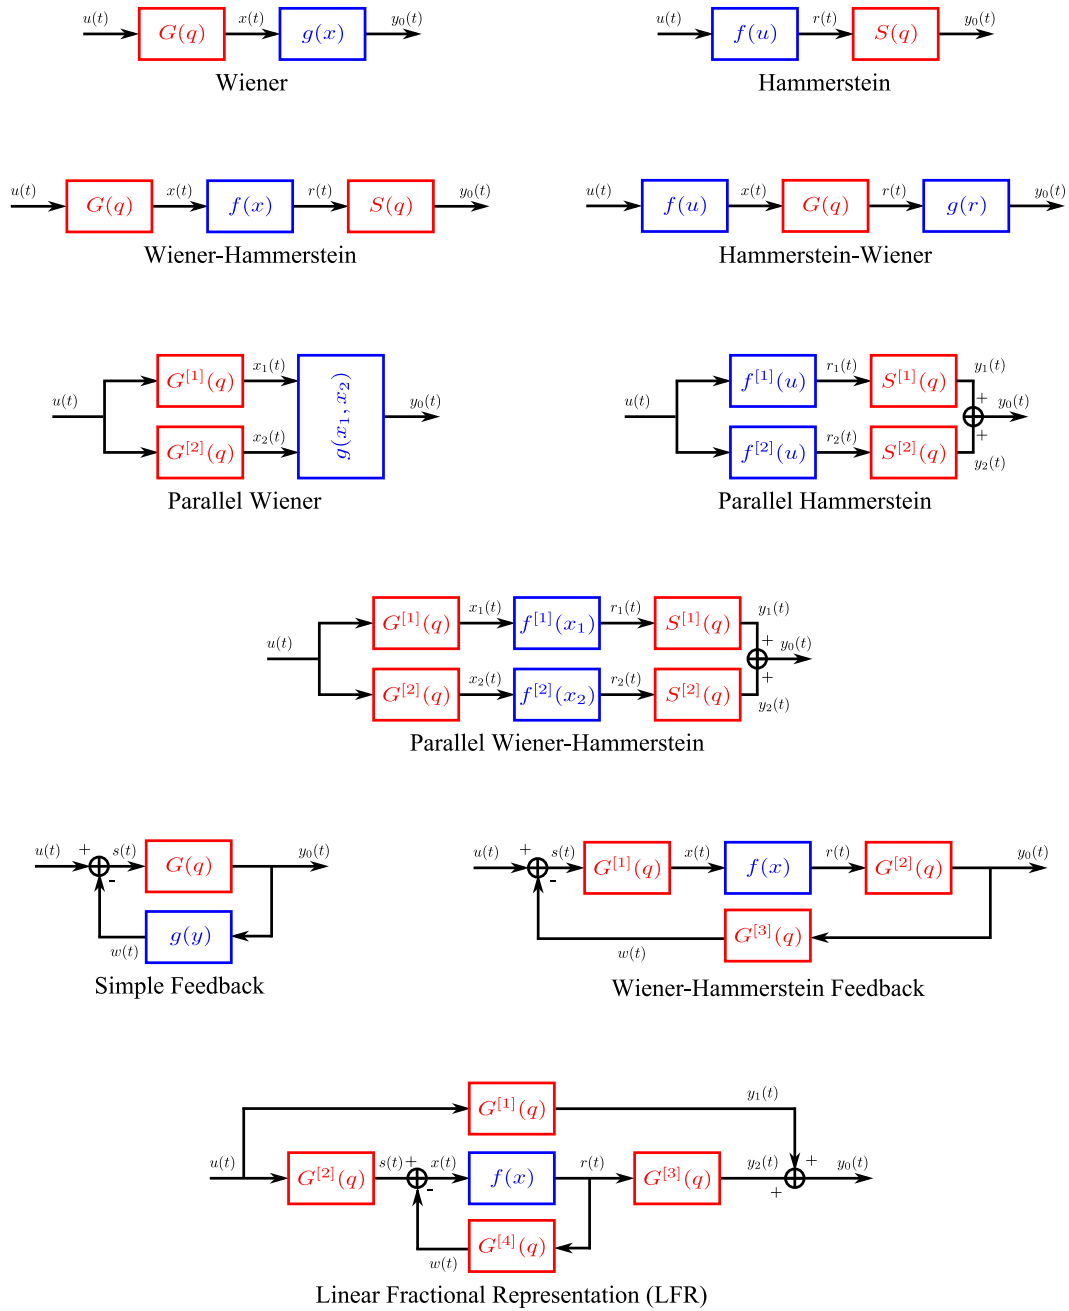 u(t) G(q) x(t) g(x) y₀(t)
Wiener
u(t) f(u) r(t) S(q) y₀(t)
Hammerstein
u(t) G(q) x(t) f(x) r(t) S(q) y₀(t)
Wiener-Hammerstein
u(t) f(u) x(t) G(q) r(t) g(r) y₀(t)
Hammerstein-Wiener
G^[1](q) x₁(t)
u(t) g(x₁, x₂) y₀(t)
G^[2](q) x₂(t)
Parallel Wiener
f^[1](u) r₁(t) S^[1](q) y₁(t)
u(t) + + y₀(t)
f^[2](u) r₂(t) S^[2](q) y₂(t)
Parallel Hammerstein
G^[1](q) x₁(t) f^[1](x₁) r₁(t) S^[1](q) y₁(t)
u(t) + + y₀(t)
G^[2](q) x₂(t) f^[2](x₂) r₂(t) S^[2](q) y₂(t)
Parallel Wiener-Hammerstein
u(t) + - s(t) G(q) y₀(t)
w(t) g(y)
Simple Feedback
u(t) + - s(t) G^[1](q) x(t) f(x) r(t) G^[2](q) y₀(t)
w(t) G^[3](q)
Wiener-Hammerstein Feedback
G^[1](q) y₁(t)
u(t) G^[2](q) s(t) + - x(t) f(x) r(t) G^[3](q) y₂(t) + + y₀(t)
w(t) G^[4](q)
Linear Fractional Representation (LFR)